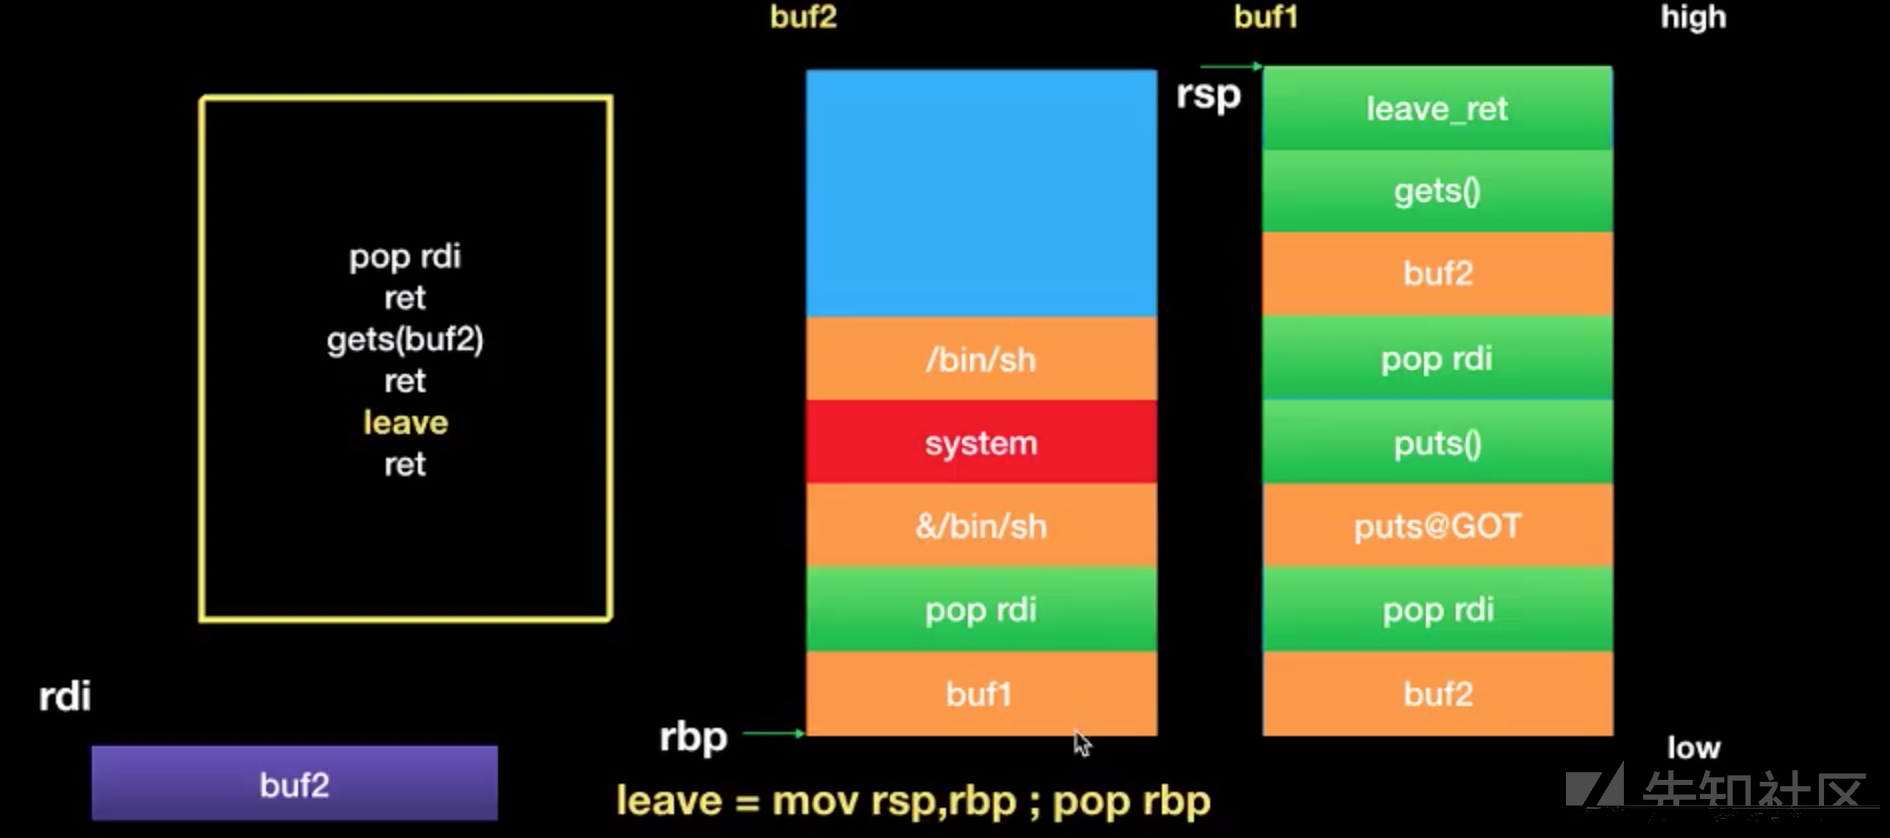 buf2
buf1
high
pop rdi
ret
gets(buf2)
ret
leave
ret
rdi
buf2
/bin/sh
system
&/bin/sh
pop rdi
buf1
rbp
rsp
leave_ret
gets()
buf2
pop rdi
puts()
puts@GOT
pop rdi
buf2
low
leave = mov rsp,rbp ; pop rbp
先知社区